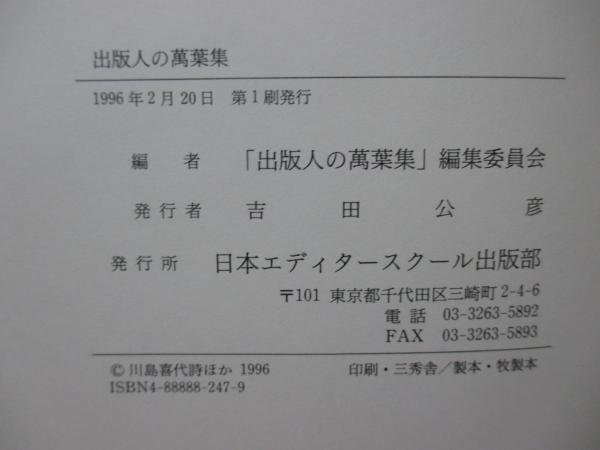 出版人の萬葉集
1996年2月20日 第1刷発行
編者 「出版人の萬葉集」編集委員会
発行者 吉田公彦
発行所 日本エディタースクール出版部
〒101 東京都千代田区三崎町2-4-6
電話 03-3263-5892
FAX 03-3263-5893
©川島喜代詩ほか 1996 印刷・三秀舎/製本・牧製本
ISBN4-88888-247-9